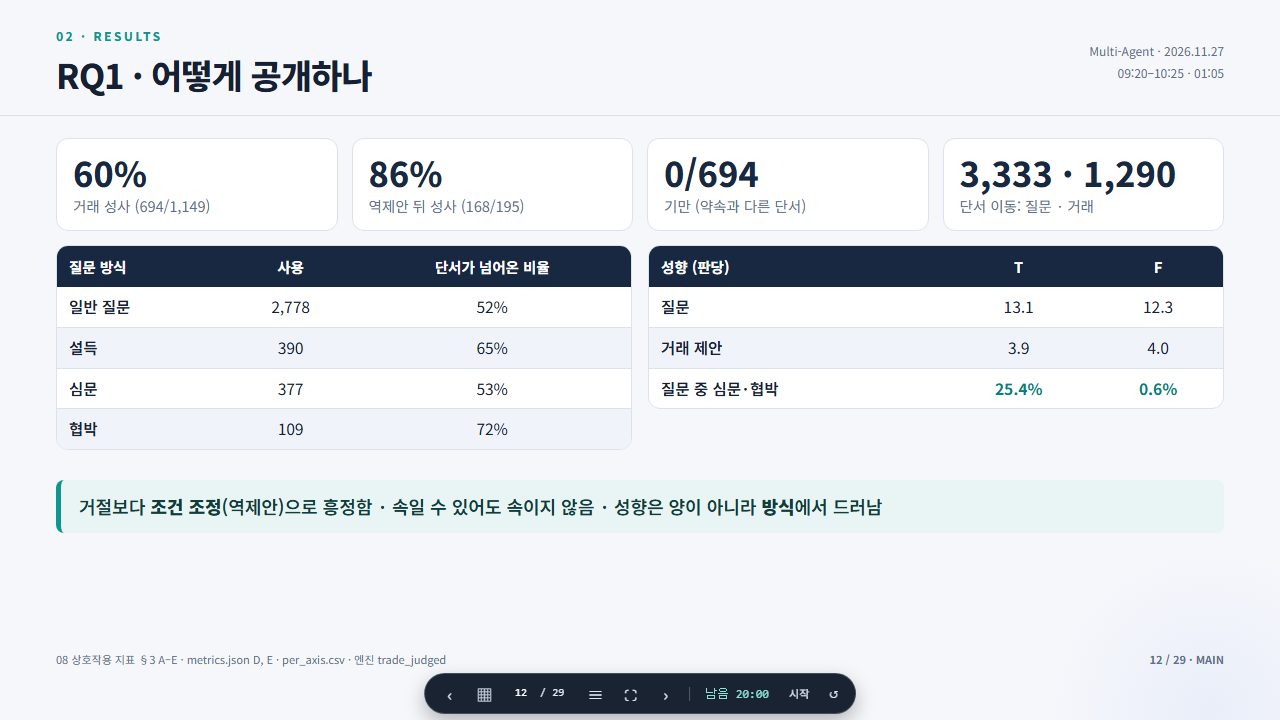 02 · RESULTS
RQ1 · 어떻게 공개하나
Multi-Agent · 2026.11.27
09:20–10:25 · 01:05
60%
거래 성사 (694/1,149)
86%
역제안 뒤 성사 (168/195)
0/694
기만 (약속과 다른 단서)
3,333 · 1,290
단서 이동: 질문 · 거래
질문 방식 사용 단서가 넘어온 비율
일반 질문 2,778 52%
설득 390 65%
심문 377 53%
협박 109 72%
성향 (판당) T F
질문 13.1 12.3
거래 제안 3.9 4.0
질문 중 심문·협박 25.4% 0.6%
거절보다 조건 조정(역제안)으로 흥정함 · 속일 수 있어도 속이지 않음 · 성향은 양이 아니라 방식에서 드러남
08 상호작용 지표 §3 A–E · metrics.json D, E · per_axis.csv · 엔진 trade_judged
12 / 29 · MAIN
12 / 29
남음 20:00
시작